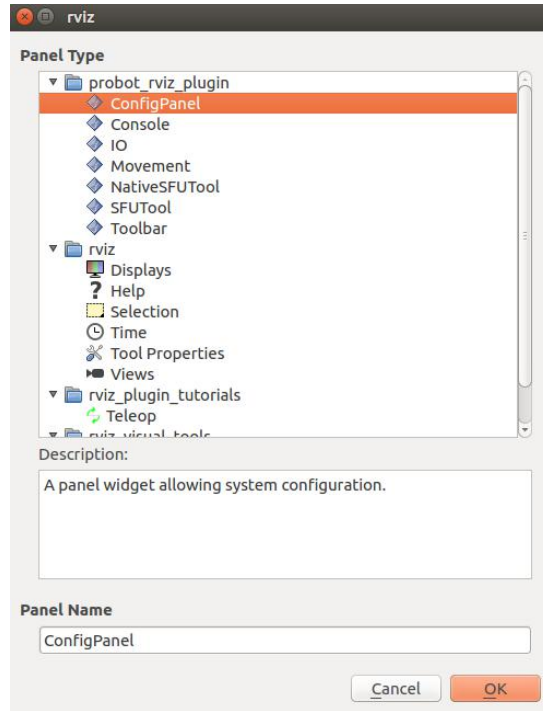 rviz
Panel Type
probot_rviz_plugin
ConfigPanel
Console
IO
Movement
NativeSFUTool
SFUTool
Toolbar
rviz
Displays
Help
Selection
Time
Tool Properties
Views
rviz_plugin_tutorials
Teleop
rviz_visual_tools
Description:
A panel widget allowing system configuration.
Panel Name
ConfigPanel
Cancel OK